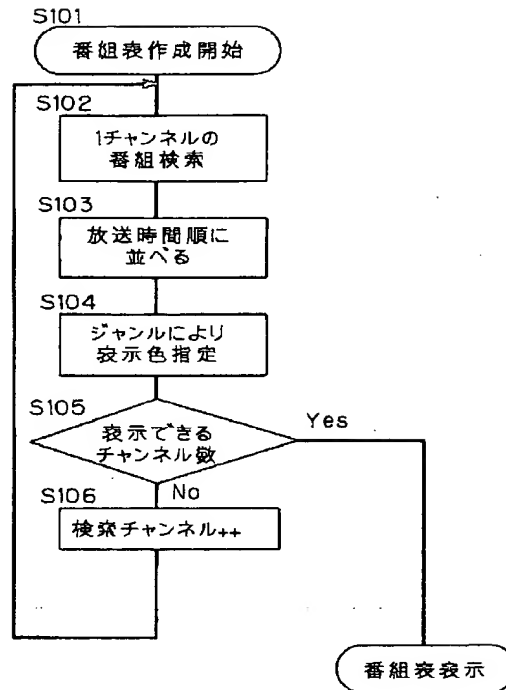 S101
番組表作成開始
S102
1チャンネルの
番組検索
S103
放送時間順に
並べる
S104
ジャンルにより
表示色指定
S105
表示できる
チャンネル数
Yes
No
S106
検索チャンネル++
番組表表示